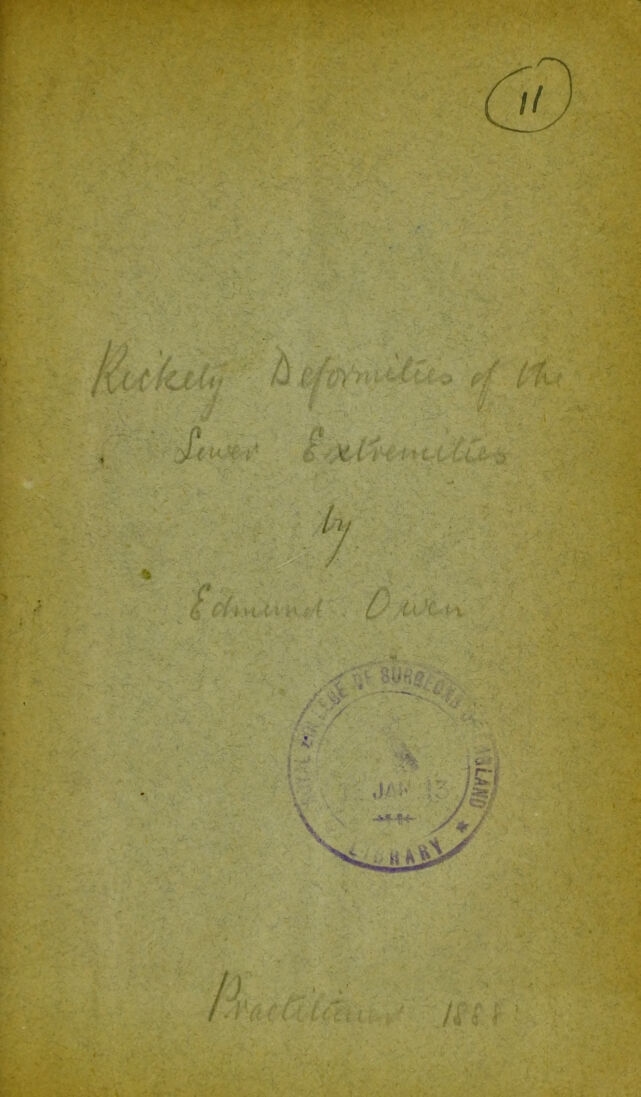 11
Rickety Deformities of the
Lower Extremities
by
Edmund Owen
ROYAL COLLEGE OF SURGEONS OF ENGLAND
JAN 13
LIBRARY
Practitioner 1888